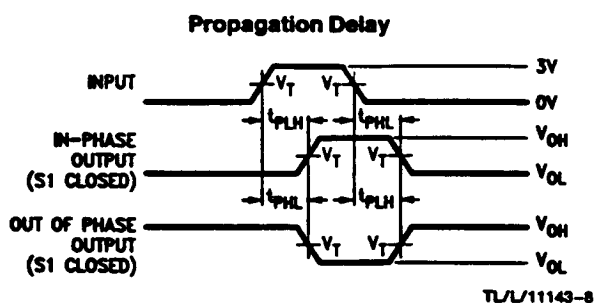 Propagation Delay
INPUT
V_T V_T
3V
0V
t_PLH t_PHL
IN-PHASE
OUTPUT
(S1 CLOSED)
V_T V_T
V_OH
V_OL
t_PHL t_PLH
OUT OF PHASE
OUTPUT
(S1 CLOSED)
V_T V_T
V_OH
V_OL
TL/L/11143-8